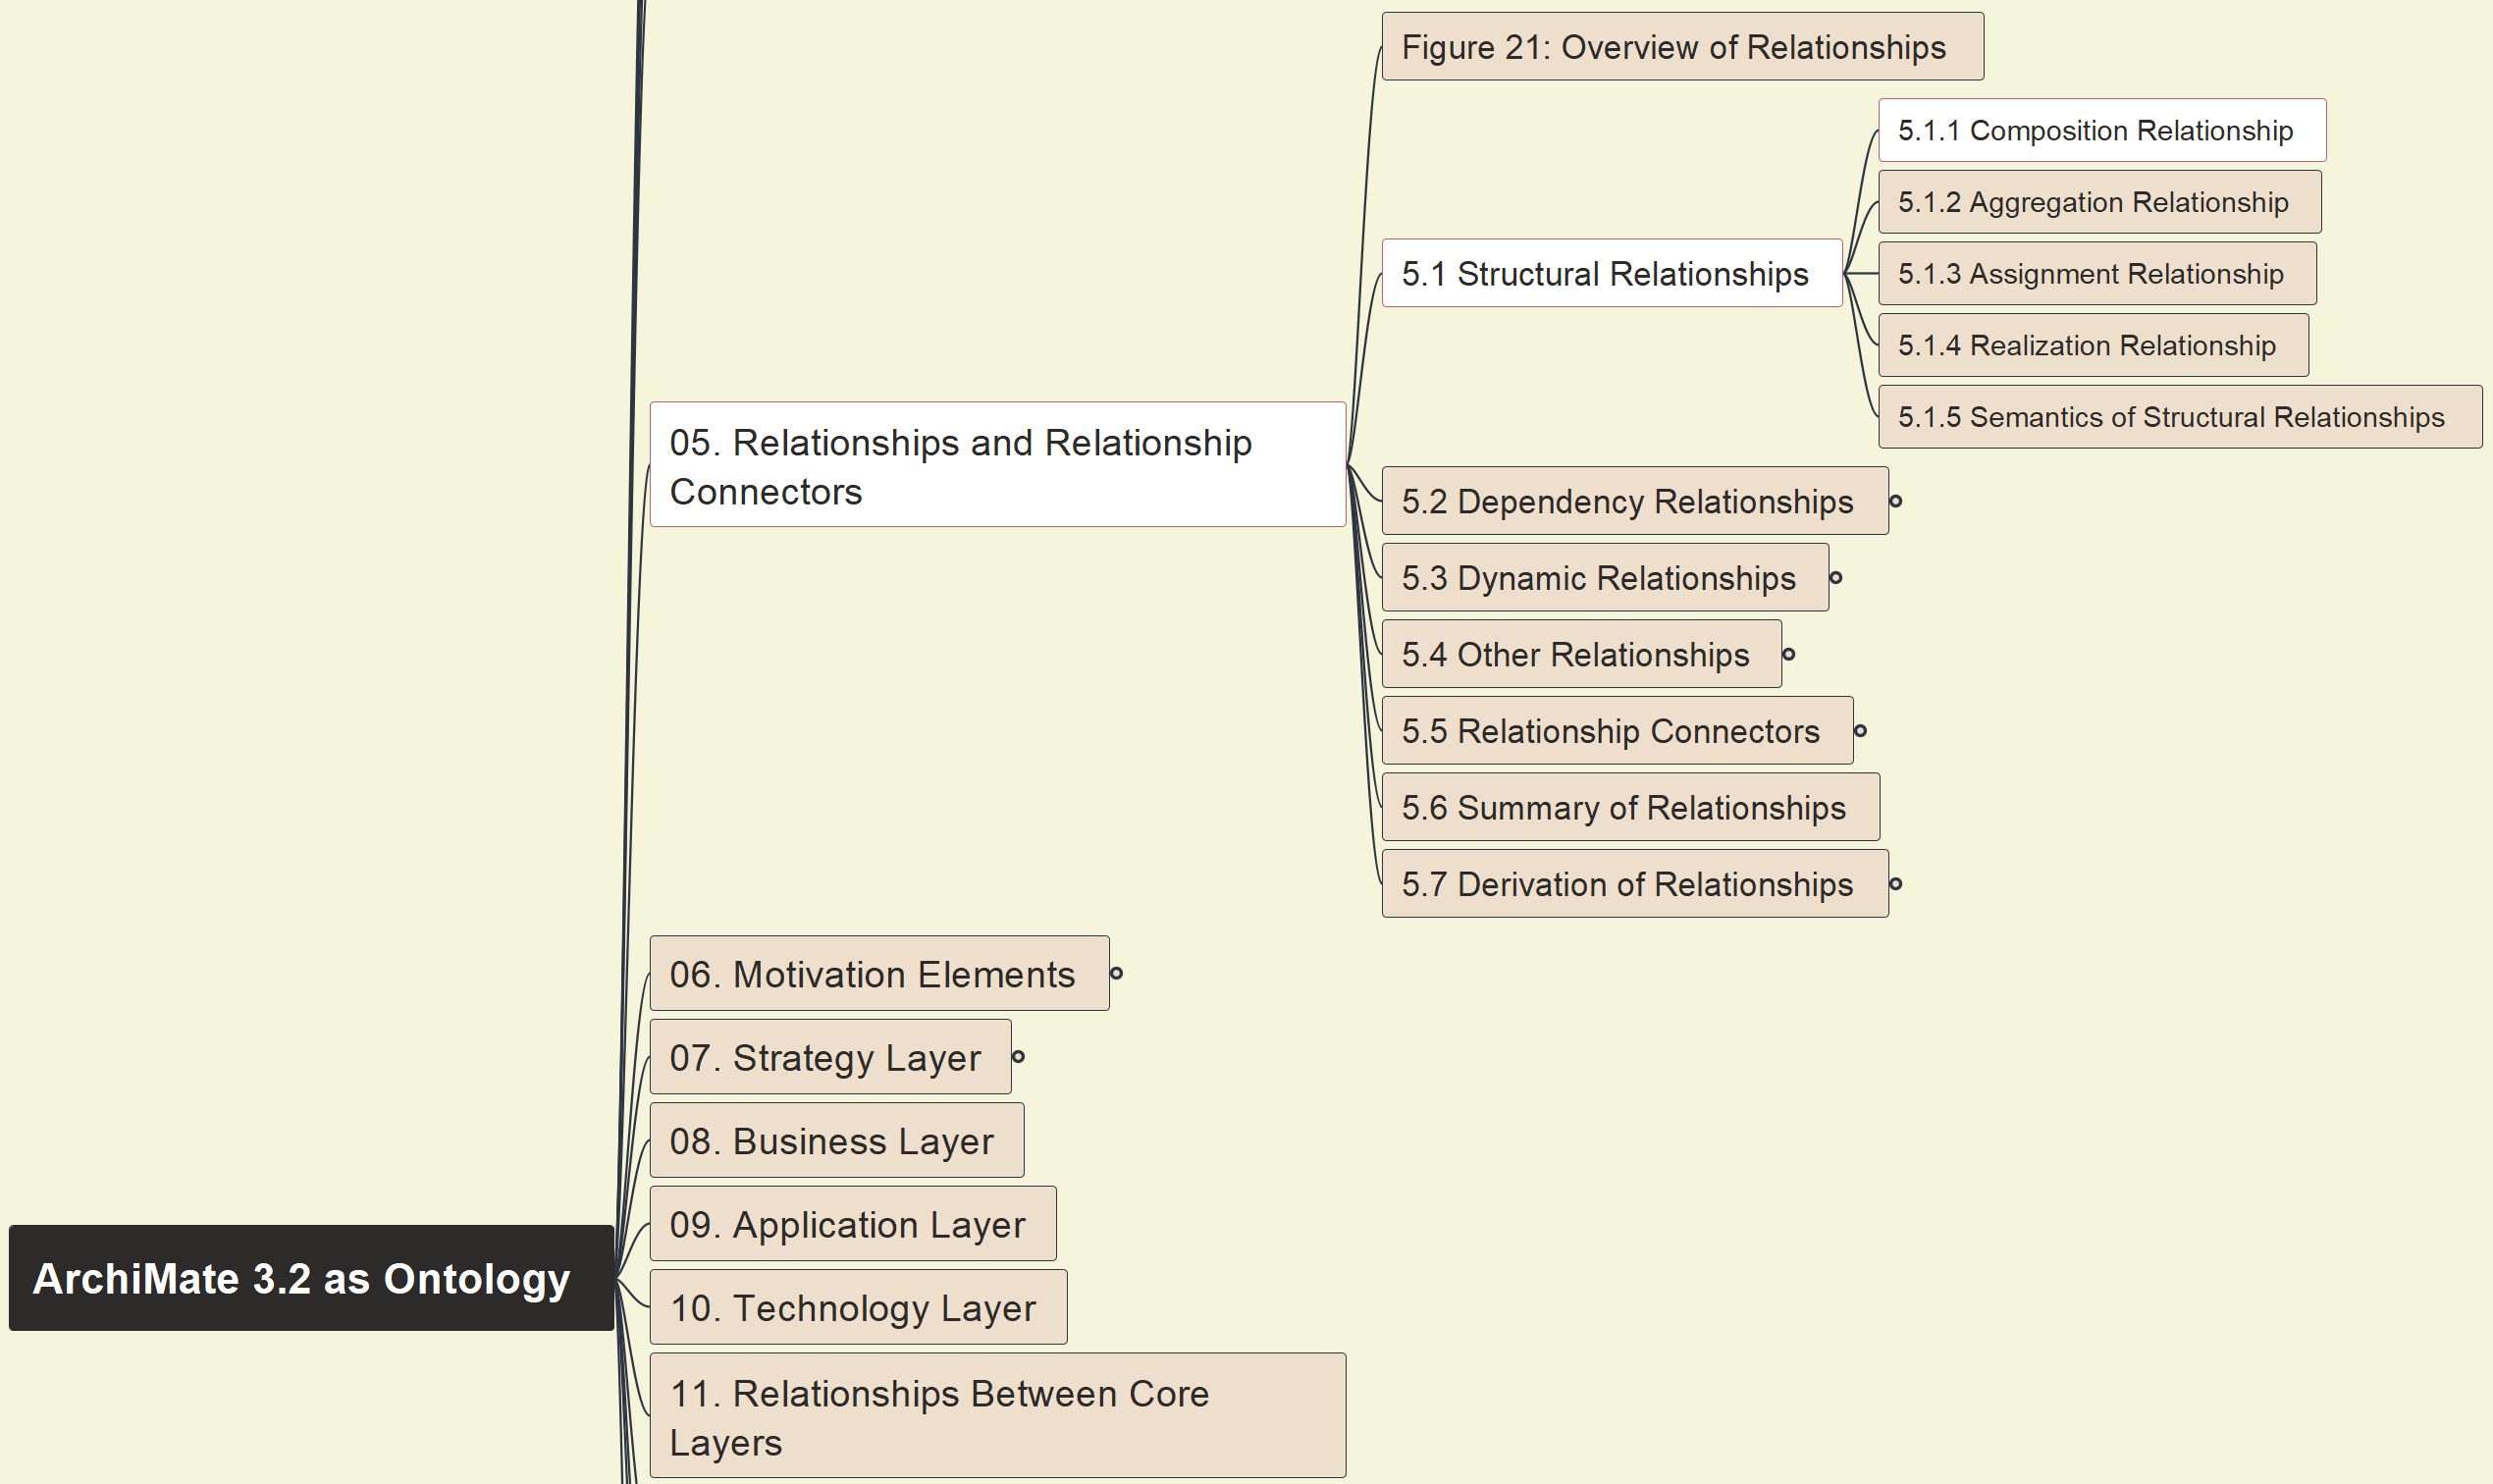 Figure 21: Overview of Relationships
5.1.1 Composition Relationship
5.1.2 Aggregation Relationship
5.1 Structural Relationships
5.1.3 Assignment Relationship
5.1.4 Realization Relationship
5.1.5 Semantics of Structural Relationships
05. Relationships and Relationship
Connectors
5.2 Dependency Relationships
5.3 Dynamic Relationships
5.4 Other Relationships
5.5 Relationship Connectors
5.6 Summary of Relationships
5.7 Derivation of Relationships
06. Motivation Elements
07. Strategy Layer
08. Business Layer
09. Application Layer
ArchiMate 3.2 as Ontology
10. Technology Layer
11. Relationships Between Core
Layers